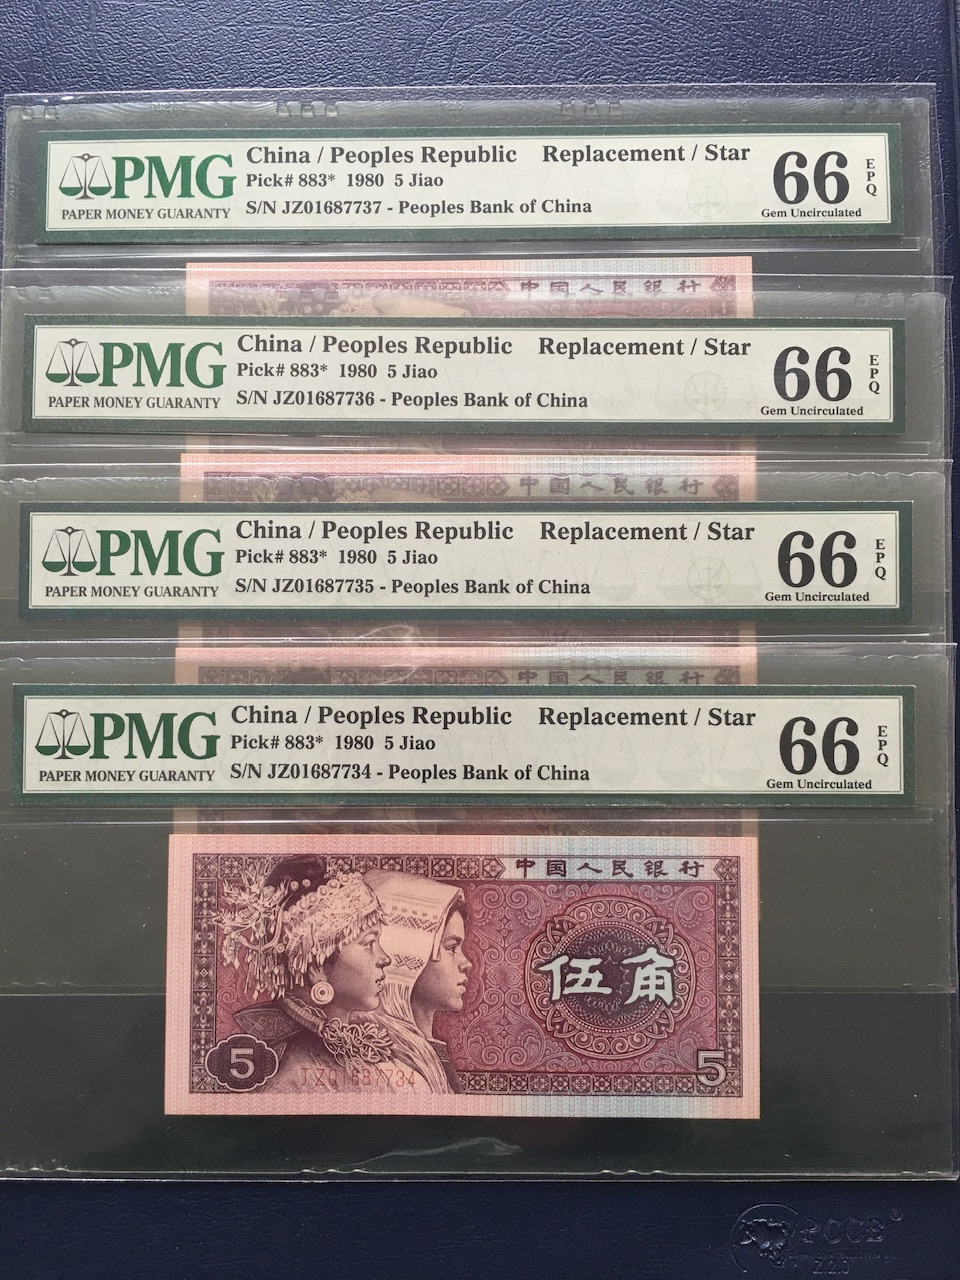 China / Peoples Republic Replacement / Star
Pick# 883* 1980 5 Jiao
S/N JZ01687737 - Peoples Bank of China
PMG
PAPER MONEY GUARANTY
66
EPQ
Gem Uncirculated
中国人民银行
China / Peoples Republic Replacement / Star
Pick# 883* 1980 5 Jiao
S/N JZ01687736 - Peoples Bank of China
PMG
PAPER MONEY GUARANTY
66
EPQ
Gem Uncirculated
中国人民银行
China / Peoples Republic Replacement / Star
Pick# 883* 1980 5 Jiao
S/N JZ01687735 - Peoples Bank of China
PMG
PAPER MONEY GUARANTY
66
EPQ
Gem Uncirculated
中国人民银行
China / Peoples Republic Replacement / Star
Pick# 883* 1980 5 Jiao
S/N JZ01687734 - Peoples Bank of China
PMG
PAPER MONEY GUARANTY
66
EPQ
Gem Uncirculated
中国人民银行
伍角
5
JZ01687734
5
PCCB